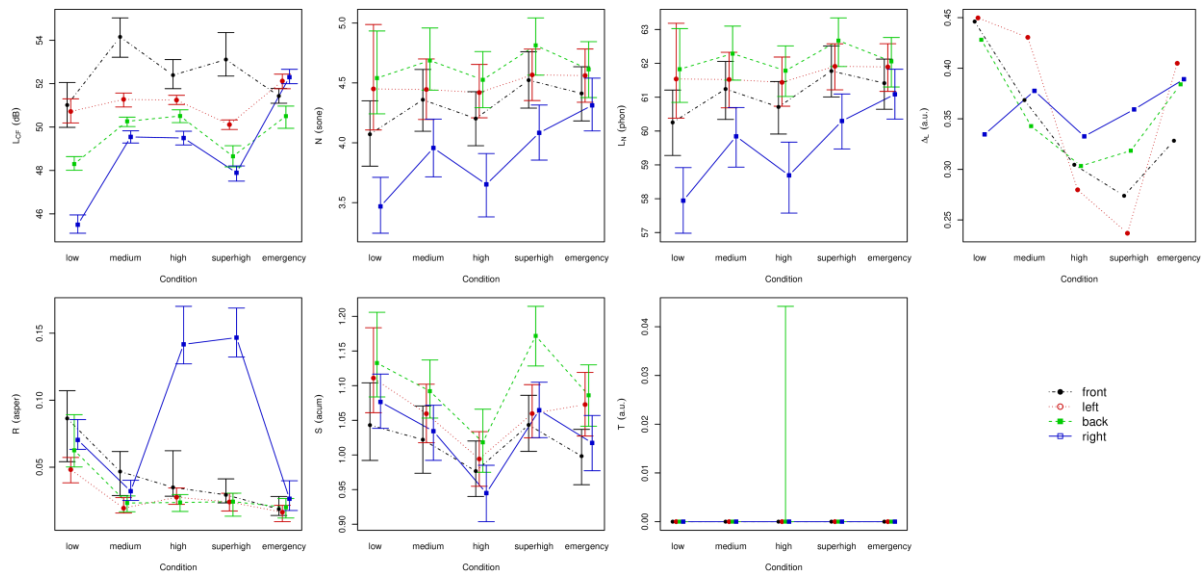 L_CF (dB)
54
52
50
48
46
low medium high superhigh emergency
Condition
N (sone)
5.0
4.5
4.0
3.5
low medium high superhigh emergency
Condition
L_N (phon)
63
62
61
60
59
58
57
low medium high superhigh emergency
Condition
Δ_L (a.u.)
0.45
0.40
0.35
0.30
0.25
low medium high superhigh emergency
Condition
R (asper)
0.15
0.10
0.05
low medium high superhigh emergency
Condition
S (acum)
1.20
1.15
1.10
1.05
1.00
0.95
0.90
low medium high superhigh emergency
Condition
T (a.u.)
0.04
0.03
0.02
0.01
0.00
low medium high superhigh emergency
Condition
front
left
back
right